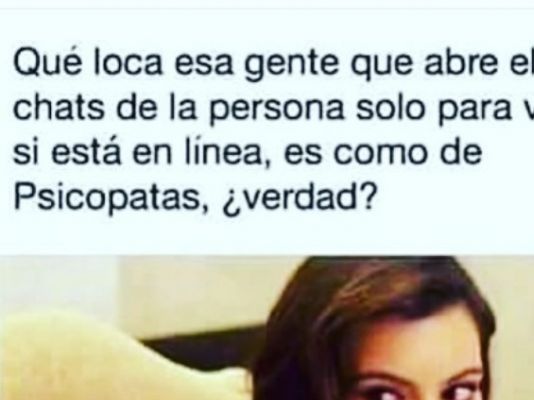 Qué loca esa gente que abre el
chats de la persona solo para
si está en línea, es como de
Psicopatas, ¿verdad?